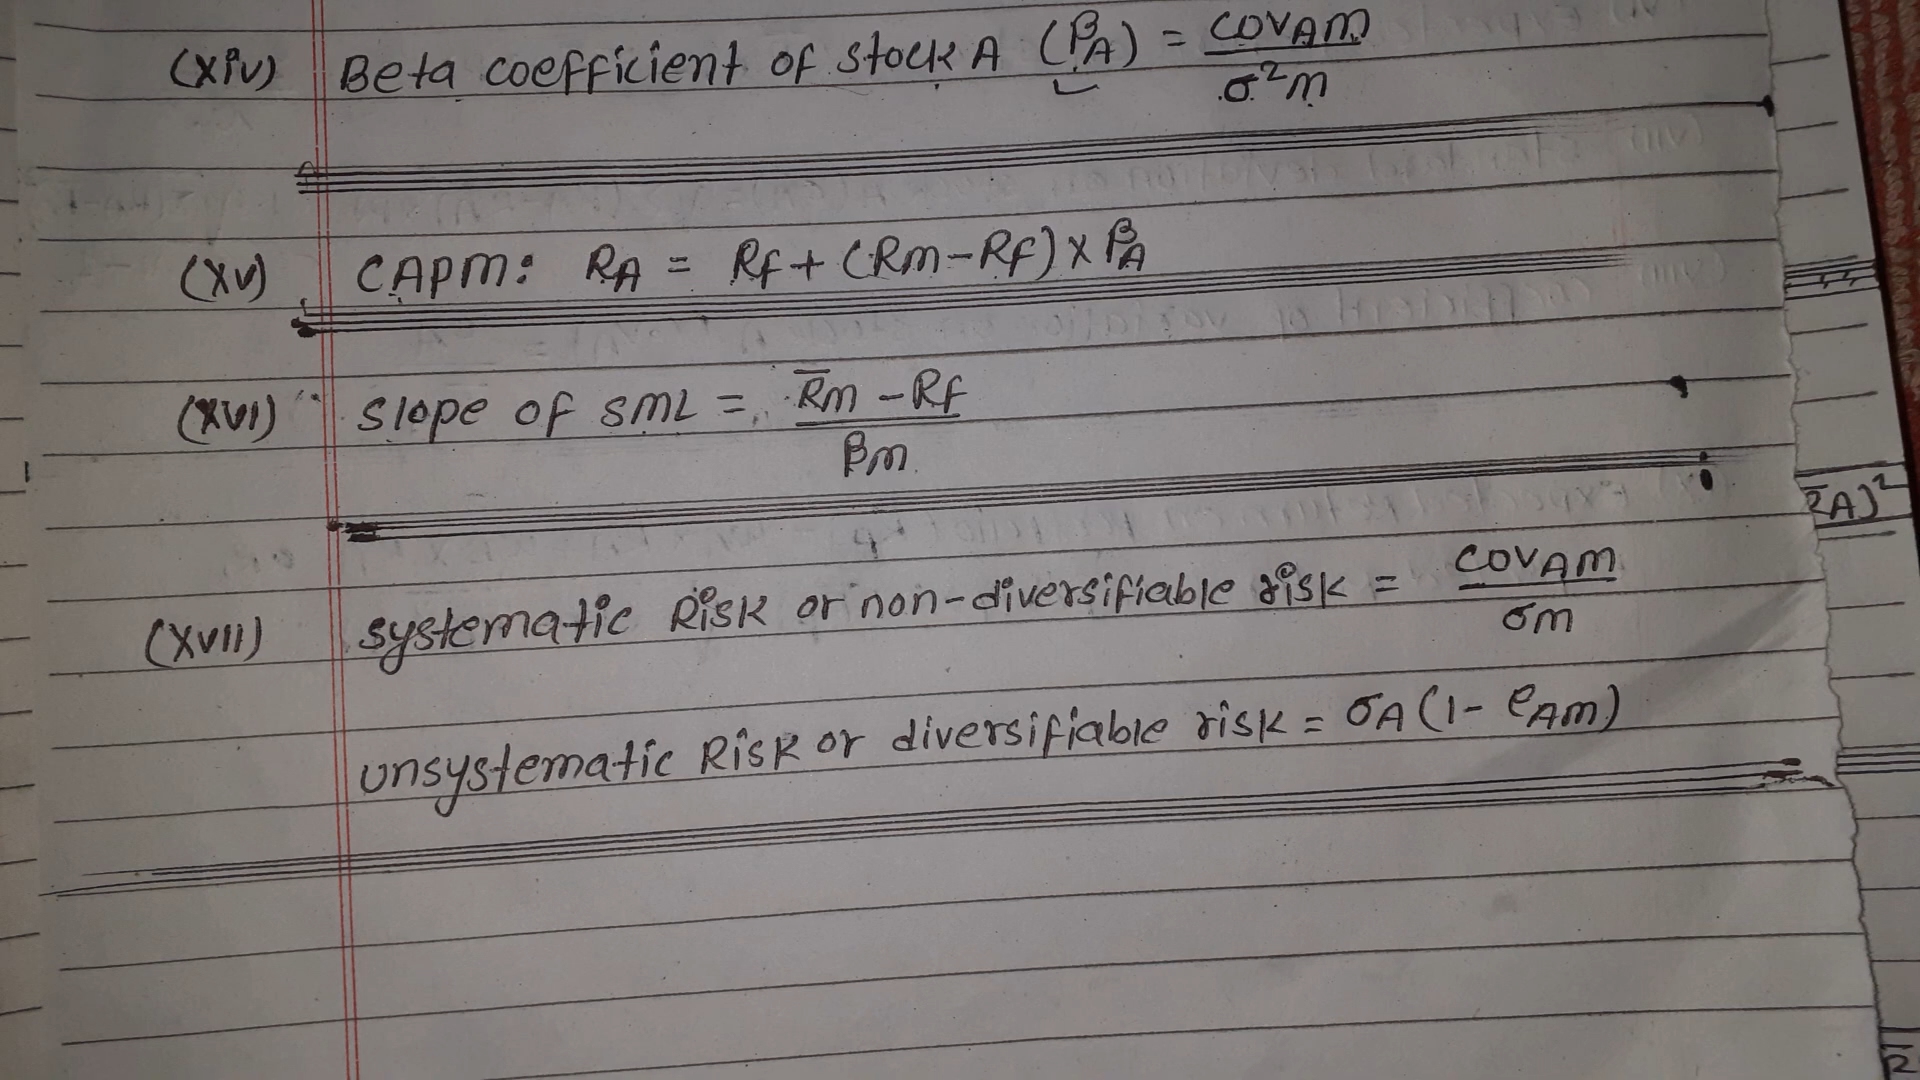 (xiv) Beta coefficient of stock A (βA) = COVAM / σ²m
(xv) CAPM: RA = RF + (Rm-RF) x βA
(XVI) slope of SML = R̅m - RF / βm
R̅A)²
(XVII) systematic Risk or non-diversifiable risk = COVAM / σm
unsystematic Risk or diversifiable risk = σA (1- ρAm)